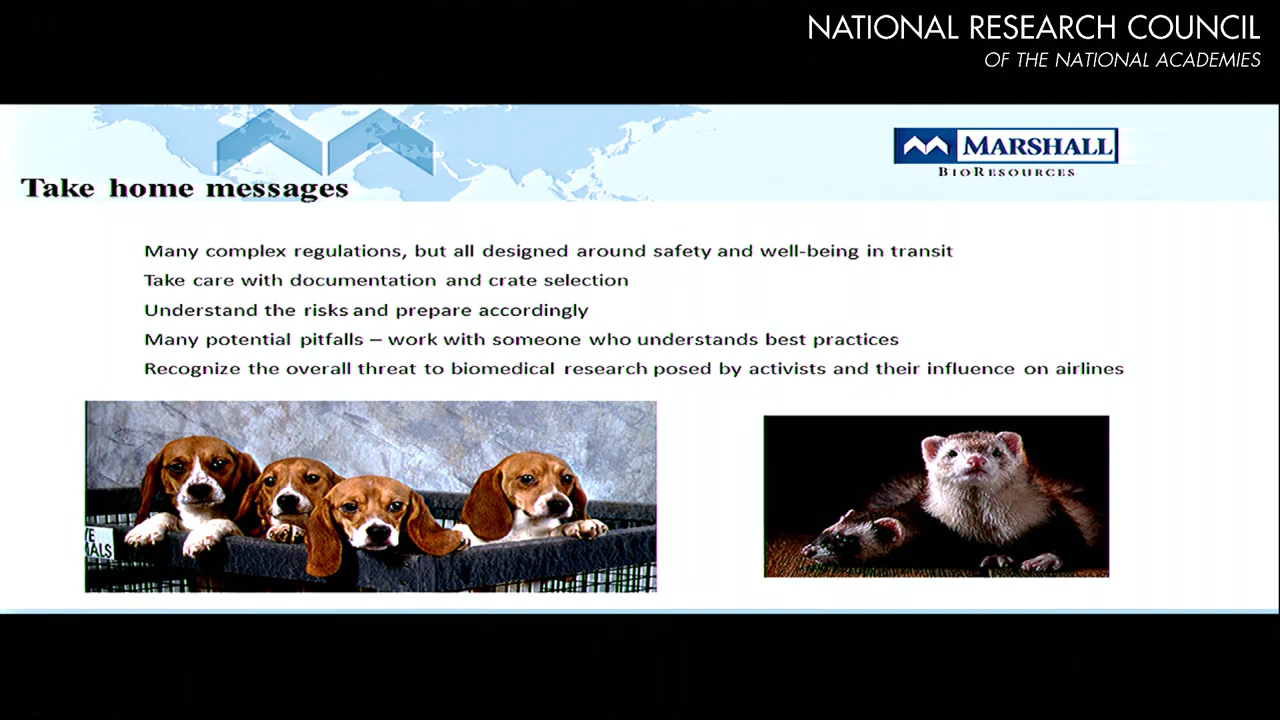 NATIONAL RESEARCH COUNCIL
OF THE NATIONAL ACADEMIES
MARSHALL
BIORESOURCES
Take home messages
Many complex regulations, but all designed around safety and well-being in transit
Take care with documentation and crate selection
Understand the risks and prepare accordingly
Many potential pitfalls – work with someone who understands best practices
Recognize the overall threat to biomedical research posed by activists and their influence on airlines